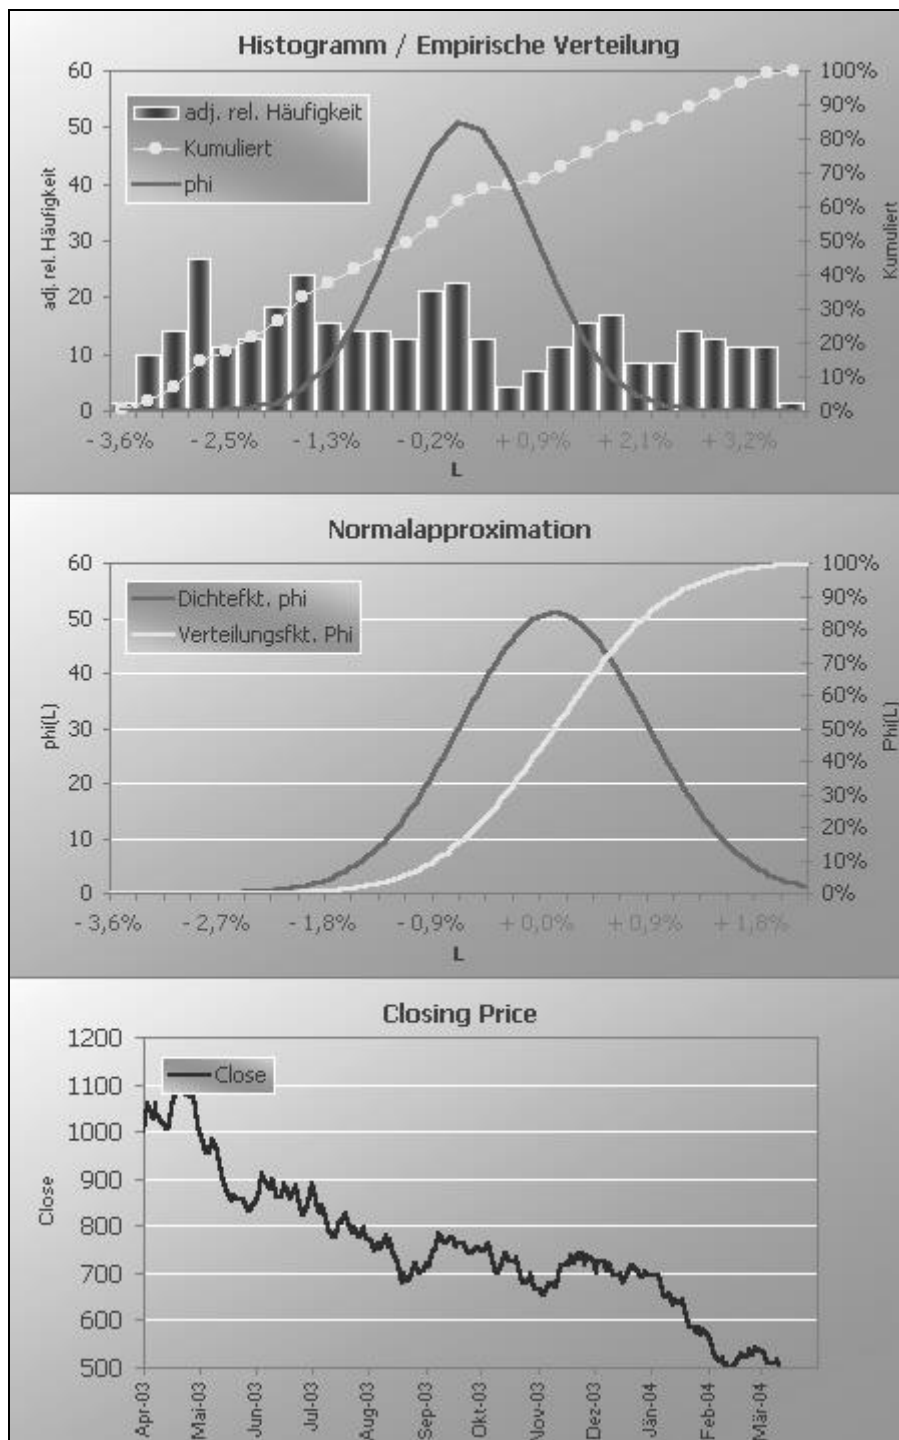 Histogramm / Empirische Verteilung
60 50 40 30 20 10 0
adj. rel. Häufigkeit
adj. rel. Häufigkeit
Kumuliert
phi
100% 90% 80% 70% 60% 50% 40% 30% 20% 10% 0%
Kumuliert
- 3,6% - 2,5% - 1,3% - 0,2% + 0,9% + 2,1% + 3,2%
L
Normalapproximation
60 50 40 30 20 10 0
phi(L)
Dichtefkt. phi
Verteilungsfkt. Phi
100% 90% 80% 70% 60% 50% 40% 30% 20% 10% 0%
Phi(L)
- 3,6% - 2,7% - 1,8% - 0,9% + 0,0% + 0,9% + 1,8%
L
Closing Price
1200 1100 1000 900 800 700 600 500
Close
Close
Apr-03 Mai-03 Jun-03 Jul-03 Aug-03 Sep-03 Okt-03 Nov-03 Dez-03 Jän-04 Feb-04 Mär-04